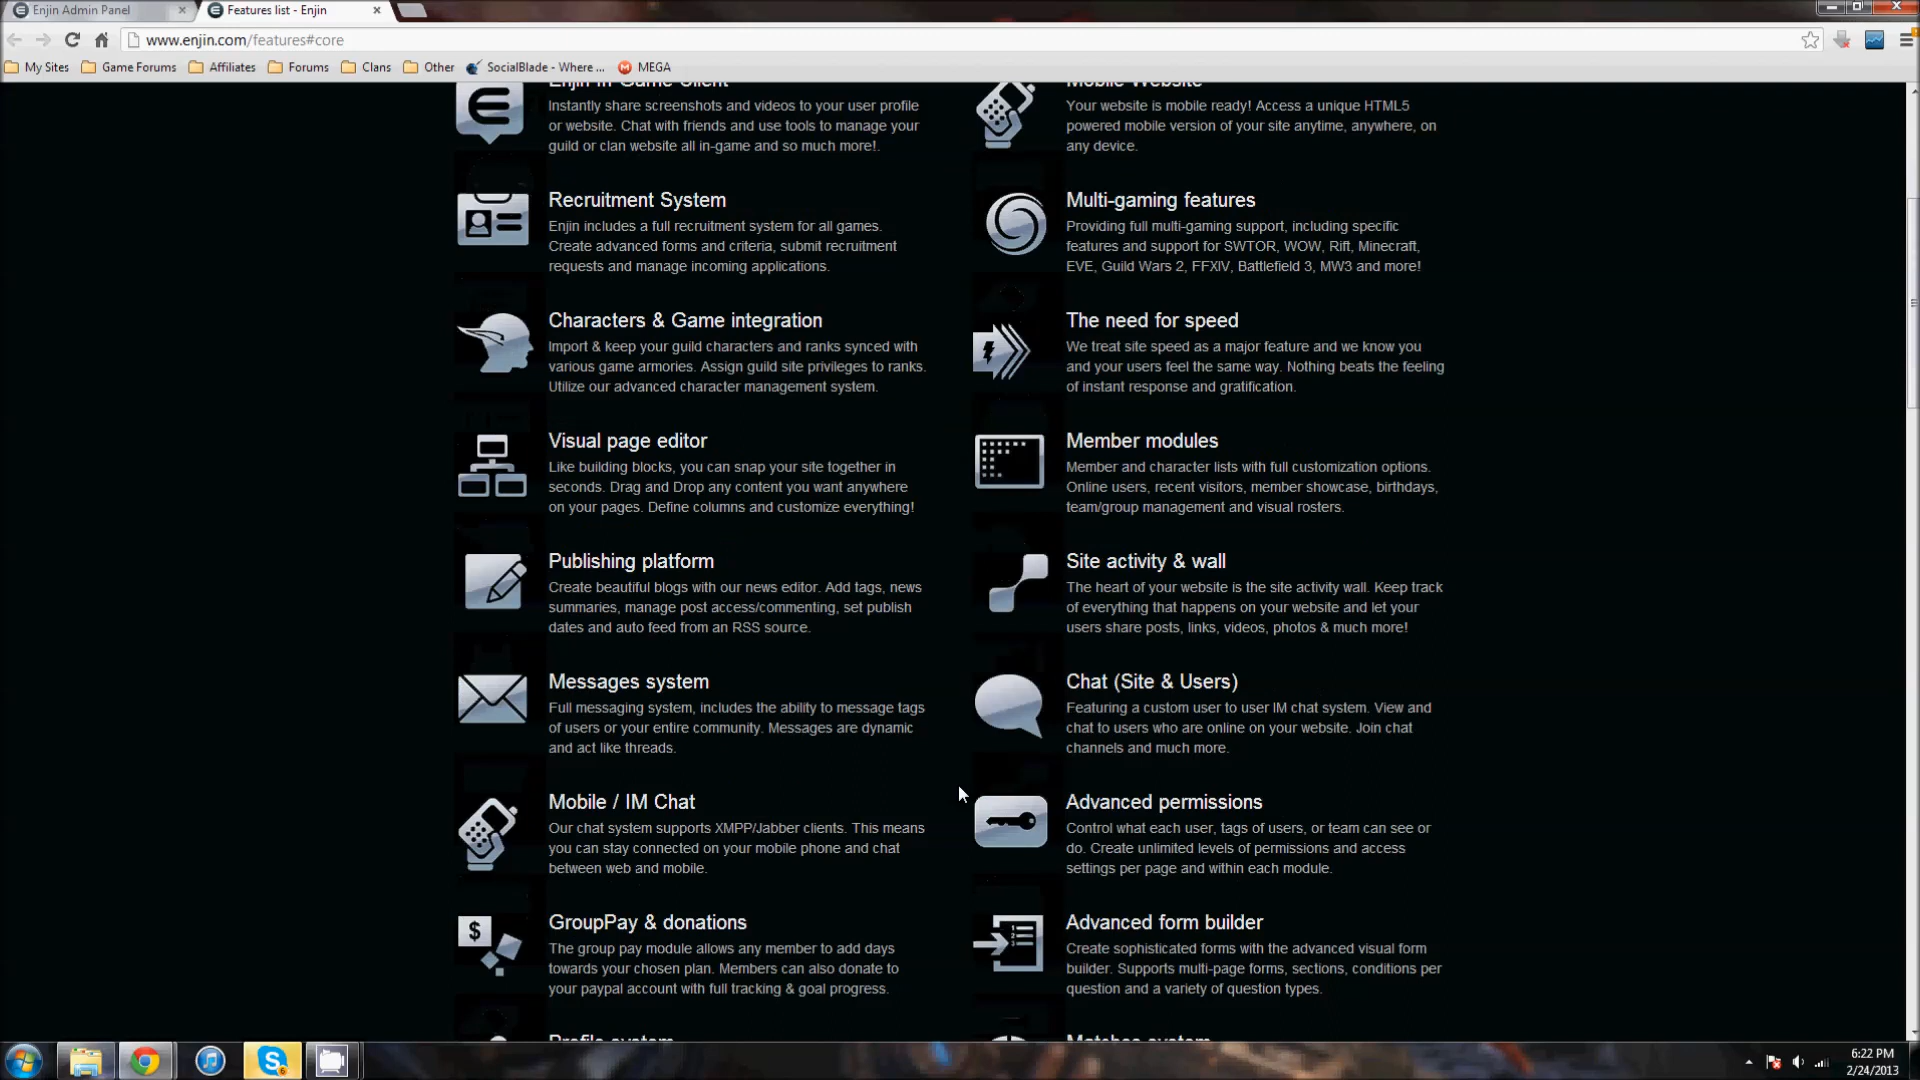 Enjin Admin Panel
Features list - Enjin
www.enjin.com/features#core
My Sites
Game Forums
Affiliates
Forums
Clans
Other
SocialBlade - Where ...
MEGA
Enjin In-Game Client
Instantly share screenshots and videos to your user profile
or website. Chat with friends and use tools to manage your
guild or clan website all in-game and so much more!.
Mobile Website
Your website is mobile ready! Access a unique HTML5
powered mobile version of your site anytime, anywhere, on
any device.
Recruitment System
Enjin includes a full recruitment system for all games.
Create advanced forms and criteria, submit recruitment
requests and manage incoming applications.
Multi-gaming features
Providing full multi-gaming support, including specific
features and support for SWTOR, WOW, Rift, Minecraft,
EVE, Guild Wars 2, FFXIV, Battlefield 3, MW3 and more!
Characters & Game integration
Import & keep your guild characters and ranks synced with
various game armories. Assign guild site privileges to ranks.
Utilize our advanced character management system.
The need for speed
We treat site speed as a major feature and we know you
and your users feel the same way. Nothing beats the feeling
of instant response and gratification.
Visual page editor
Like building blocks, you can snap your site together in
seconds. Drag and Drop any content you want anywhere
on your pages. Define columns and customize everything!
Member modules
Member and character lists with full customization options.
Online users, recent visitors, member showcase, birthdays,
team/group management and visual rosters.
Publishing platform
Create beautiful blogs with our news editor. Add tags, news
summaries, manage post access/commenting, set publish
dates and auto feed from an RSS source.
Site activity & wall
The heart of your website is the site activity wall. Keep track
of everything that happens on your website and let your
users share posts, links, videos, photos & much more!
Messages system
Full messaging system, includes the ability to message tags
of users or your entire community. Messages are dynamic
and act like threads.
Chat (Site & Users)
Featuring a custom user to user IM chat system. View and
chat to users who are online on your website. Join chat
channels and much more.
Mobile / IM Chat
Our chat system supports XMPP/Jabber clients. This means
you can stay connected on your mobile phone and chat
between web and mobile.
Advanced permissions
Control what each user, tags of users, or team can see or
do. Create unlimited levels of permissions and access
settings per page and within each module.
GroupPay & donations
The group pay module allows any member to add days
towards your chosen plan. Members can also donate to
your paypal account with full tracking & goal progress.
Advanced form builder
Create sophisticated forms with the advanced visual form
builder. Supports multi-page forms, sections, conditions per
question and a variety of question types.
Profile system
Matches system
6:22 PM
2/24/2013